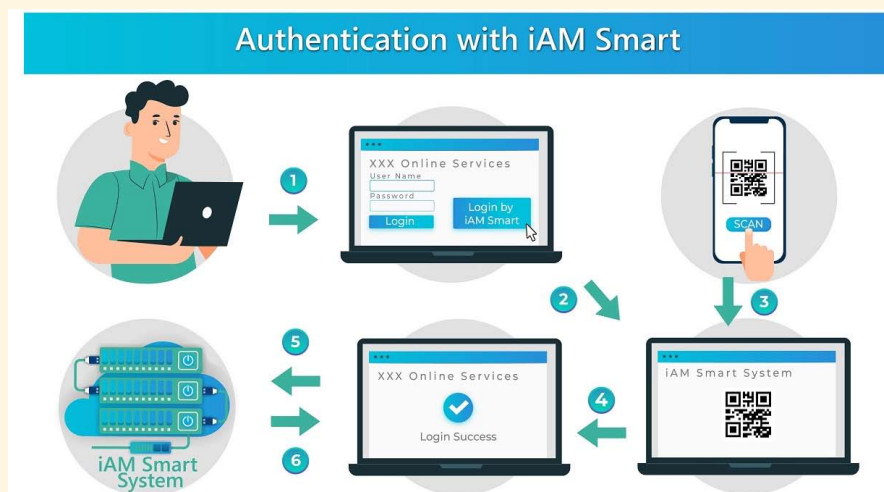 Authentication with iAM Smart
1
XXX Online Services
User Name
Password
Login
Login by
iAM Smart
SCAN
2
3
5
XXX Online Services
Login Success
4
iAM Smart System
6
iAM Smart
System